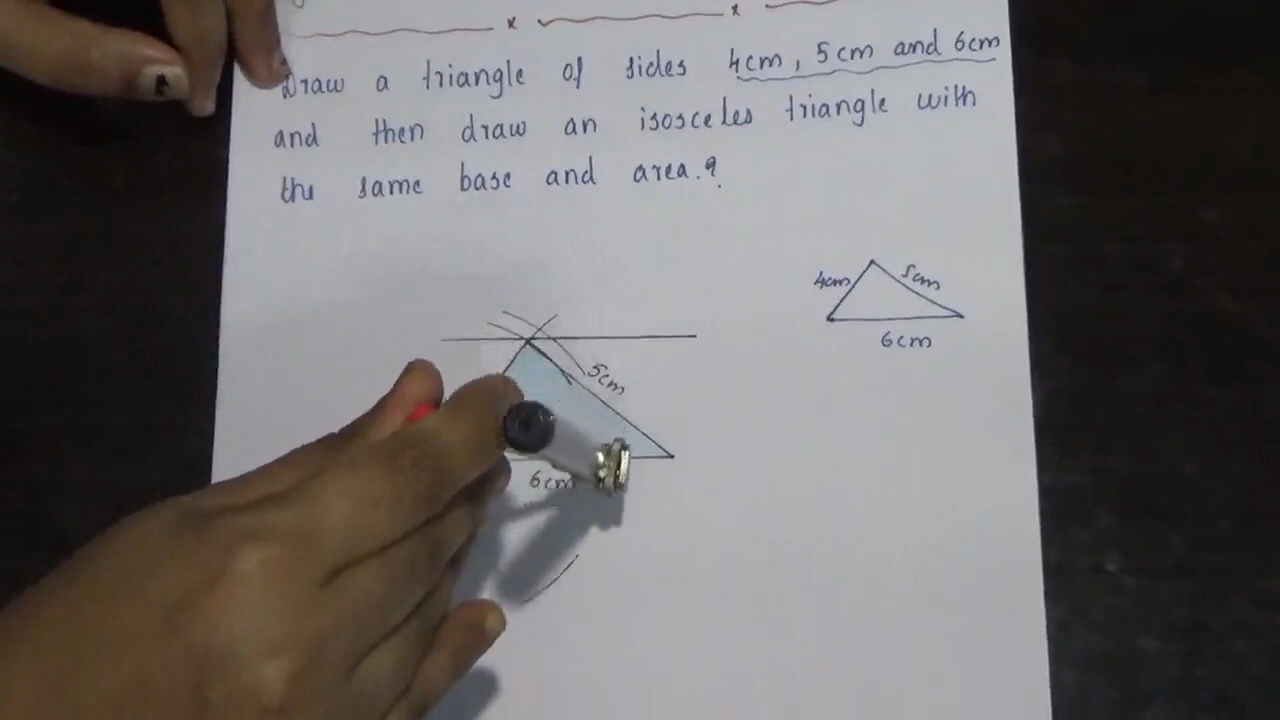 Draw a triangle of sides 4cm, 5cm and 6cm
and then draw an isosceles triangle with
the same base and area.?
4cm 5cm
6cm
5cm
6cm